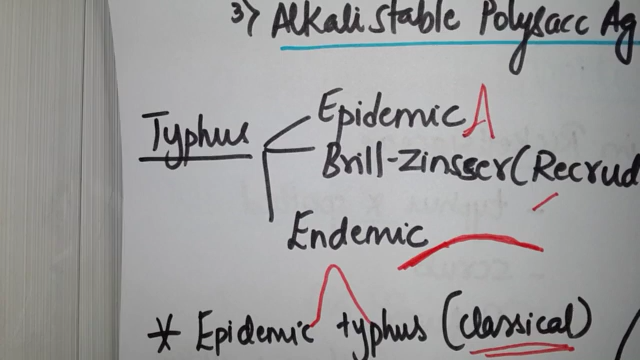 3) Alkali stable Polysacc Ag
Typhus
Epidemic
Brill-Zinsser (Recrud
Endemic
* Epidemic typhus (classical)